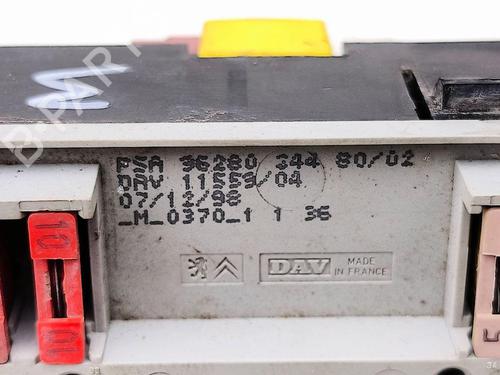 PSA 96280 344 80/02
DAV 11559/04
07/12/98
_M_0370_1 1 36
DAV MADE IN FRANCE
10
10